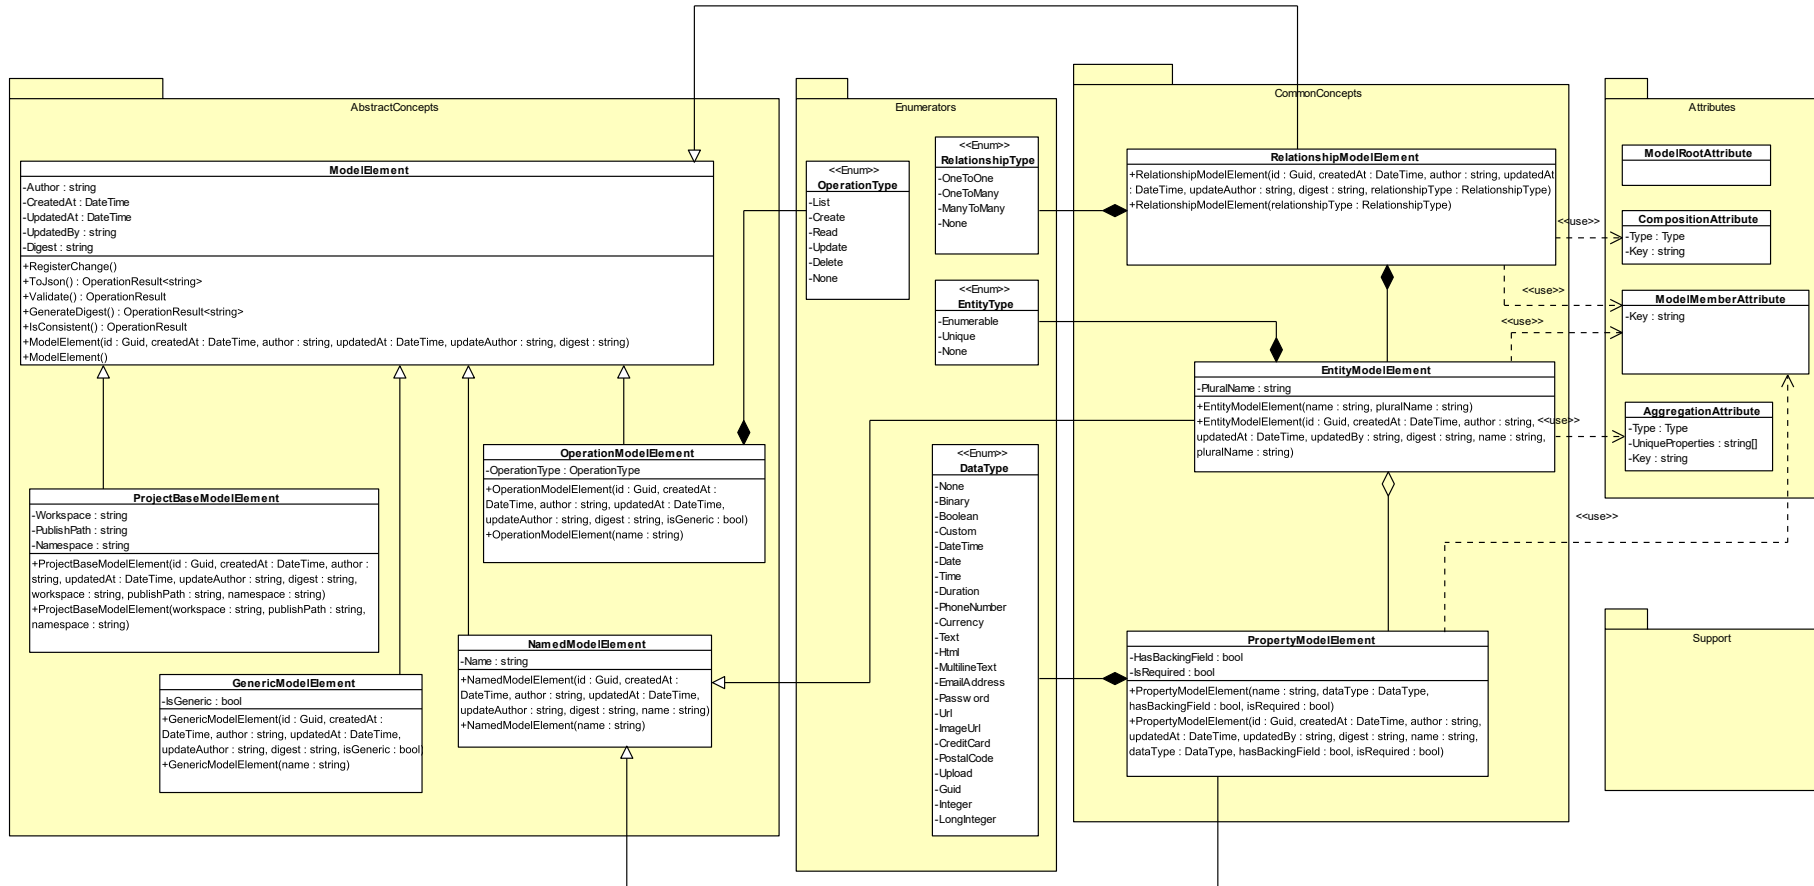 AbstractConcepts
ModelElement
-Author : string
-CreatedAt : DateTime
-UpdatedAt : DateTime
-UpdatedBy : string
-Digest : string
+RegisterChange()
+ToJson() : OperationResult<string>
+Validate() : OperationResult
+GenerateDigest() : OperationResult<string>
+IsConsistent() : OperationResult
+ModelElement(id : Guid, createdAt : DateTime, author : string, updatedAt : DateTime, updateAuthor : string, digest : string)
+ModelElement()
OperationModelElement
-OperationType : OperationType
+OperationModelElement(id : Guid, createdAt :
DateTime, author : string, updatedAt : DateTime,
updateAuthor : string, digest : string, isGeneric : bool)
+OperationModelElement(name : string)
ProjectBaseModelElement
-Workspace : string
-PublishPath : string
-Namespace : string
+ProjectBaseModelElement(id : Guid, createdAt : DateTime, author :
string, updatedAt : DateTime, updateAuthor : string, digest : string,
workspace : string, publishPath : string, namespace : string)
+ProjectBaseModelElement(workspace : string, publishPath : string,
namespace : string)
NamedModelElement
-Name : string
+NamedModelElement(id : Guid, createdAt :
DateTime, author : string, updatedAt : DateTime,
updateAuthor : string, digest : string, name : string)
+NamedModelElement(name : string)
GenericModelElement
-IsGeneric : bool
+GenericModelElement(id : Guid, createdAt :
DateTime, author : string, updatedAt : DateTime,
updateAuthor : string, digest : string, isGeneric : bool)
+GenericModelElement(name : string)
Enumerators
<<Enum>>
OperationType
-List
-Create
-Read
-Update
-Delete
-None
<<Enum>>
RelationshipType
-OneToOne
-OneToMany
-ManyToMany
-None
<<Enum>>
EntityType
-Enumerable
-Unique
-None
<<Enum>>
DataType
-None
-Binary
-Boolean
-Custom
-DateTime
-Date
-Time
-Duration
-PhoneNumber
-Currency
-Text
-Html
-MultilineText
-EmailAddress
-Password
-Url
-ImageUrl
-CreditCard
-PostalCode
-Upload
-Guid
-Integer
-LongInteger
CommonConcepts
RelationshipModelElement
+RelationshipModelElement(id : Guid, createdAt : DateTime, author : string, updatedAt
: DateTime, updateAuthor : string, digest : string, relationshipType : RelationshipType)
+RelationshipModelElement(relationshipType : RelationshipType)
EntityModelElement
-PluralName : string
+EntityModelElement(name : string, pluralName : string)
+EntityModelElement(id : Guid, createdAt : DateTime, author : string,
updatedAt : DateTime, updatedBy : string, digest : string, name : string,
pluralName : string)
PropertyModelElement
-HasBackingField : bool
-IsRequired : bool
+PropertyModelElement(name : string, dataType : DataType,
hasBackingField : bool, isRequired : bool)
+PropertyModelElement(id : Guid, createdAt : DateTime, author : string,
updatedAt : DateTime, updatedBy : string, digest : string, name : string,
dataType : DataType, hasBackingField : bool, isRequired : bool)
<<use>>
<<use>>
<<use>>
<<use>>
<<use>>
Attributes
ModelRootAttribute
CompositionAttribute
-Type : Type
-Key : string
ModelMemberAttribute
-Key : string
AggregationAttribute
-Type : Type
-UniqueProperties : string[]
-Key : string
Support